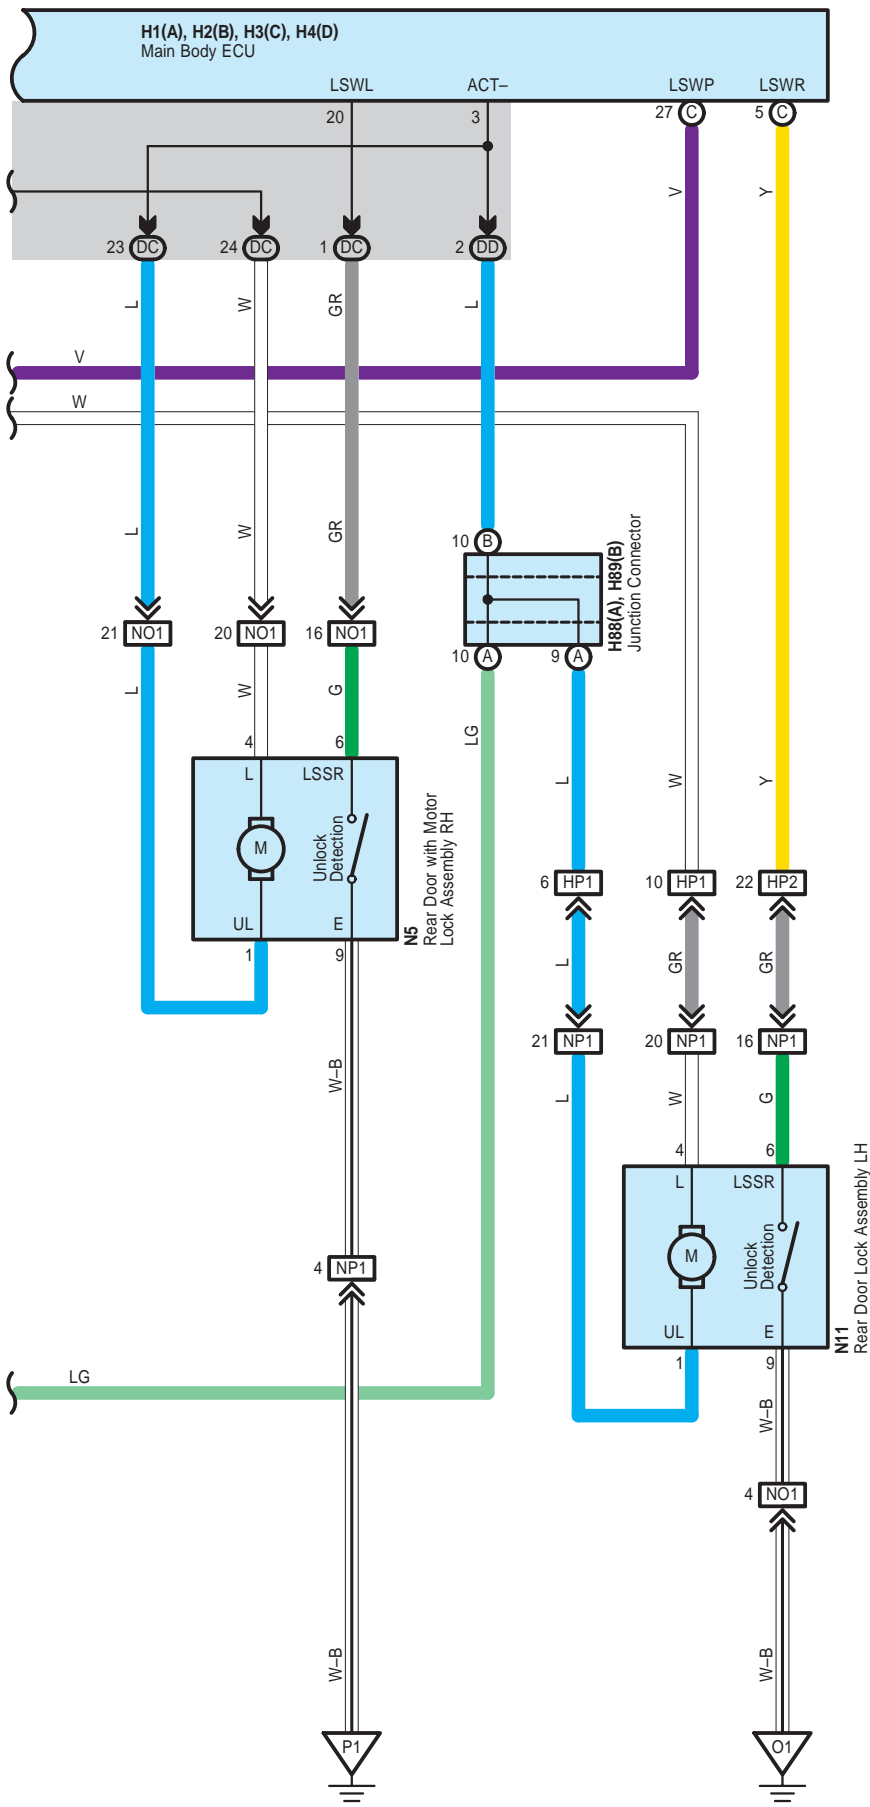 H1(A), H2(B), H3(C), H4(D)
Main Body ECU
LSWL
ACT–
LSWP
LSWR
20
3
27 C
5 C
V
Y
23 DC
24 DC
1 DC
2 DD
L
W
GR
L
V
W
L
W
GR
10 B
H88(A), H89(B)
Junction Connector
21 NO1
20 NO1
16 NO1
10 A
9 A
L
W
G
LG
4
6
L
LSSR
M
Unlock
Detection
UL
E
N5
Rear Door with Motor
Lock Assembly RH
1
9
L
W
Y
6 HP1
10 HP1
22 HP2
L
GR
GR
21 NP1
20 NP1
16 NP1
W–B
L
W
G
4
6
L
LSSR
M
Unlock
Detection
UL
E
N11
Rear Door Lock Assembly LH
1
9
4 NP1
LG
W–B
4 NO1
W–B
W–B
P1
O1